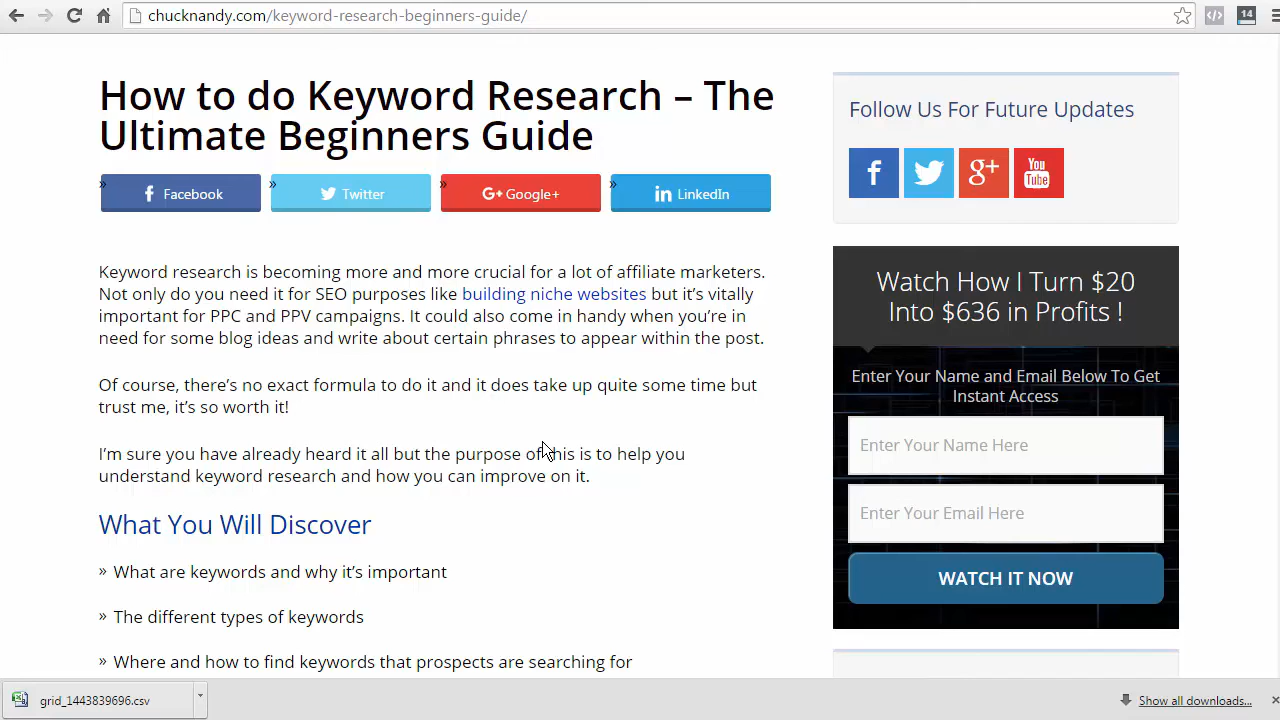 chucknandy.com/keyword-research-beginners-guide/
14
How to do Keyword Research – The
Ultimate Beginners Guide
» Facebook
» Twitter
» G+ Google+
» in LinkedIn
Keyword research is becoming more and more crucial for a lot of affiliate marketers.
Not only do you need it for SEO purposes like building niche websites but it’s vitally
important for PPC and PPV campaigns. It could also come in handy when you’re in
need for some blog ideas and write about certain phrases to appear within the post.
Of course, there’s no exact formula to do it and it does take up quite some time but
trust me, it’s so worth it!
I’m sure you have already heard it all but the purpose of this is to help you
understand keyword research and how you can improve on it.
What You Will Discover
» What are keywords and why it’s important
» The different types of keywords
» Where and how to find keywords that prospects are searching for
Follow Us For Future Updates
f
g+
You
Tube
Watch How I Turn $20
Into $636 in Profits !
Enter Your Name and Email Below To Get
Instant Access
Enter Your Name Here
Enter Your Email Here
WATCH IT NOW
grid_1443839696.csv
Show all downloads...